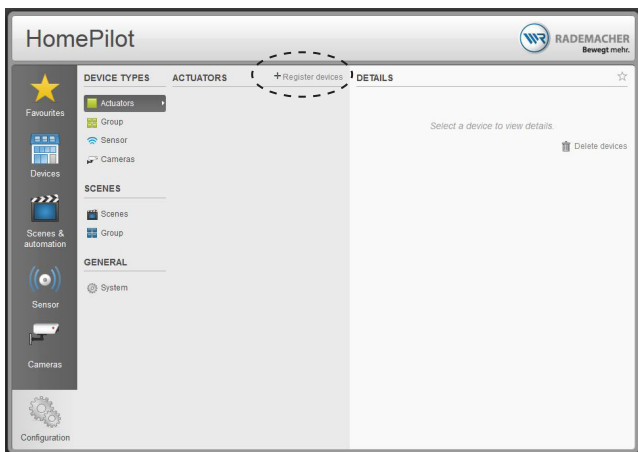 HomePilot
WR RADEMACHER
Bewegt mehr.
Favourites
Devices
Scenes &
automation
Sensor
Cameras
Configuration
DEVICE TYPES
Actuators
Group
Sensor
Cameras
SCENES
Scenes
Group
GENERAL
System
ACTUATORS
+ Register devices
DETAILS
Select a device to view details.
Delete devices